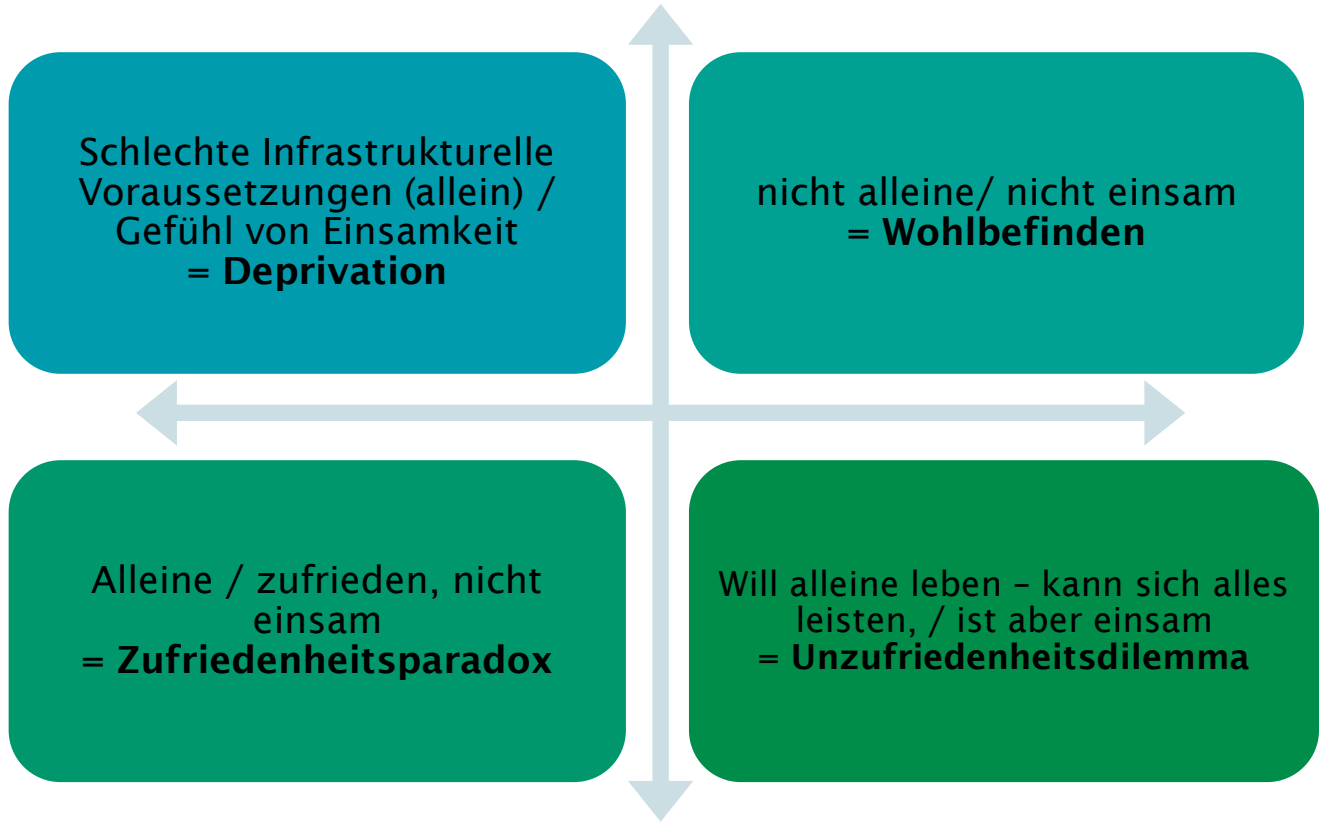 Schlechte Infrastrukturelle
Voraussetzungen (allein) /
Gefühl von Einsamkeit
= Deprivation
nicht alleine/ nicht einsam
= Wohlbefinden
Alleine / zufrieden, nicht
einsam
= Zufriedenheitsparadox
Will alleine leben – kann sich alles
leisten, / ist aber einsam
= Unzufriedenheitsdilemma